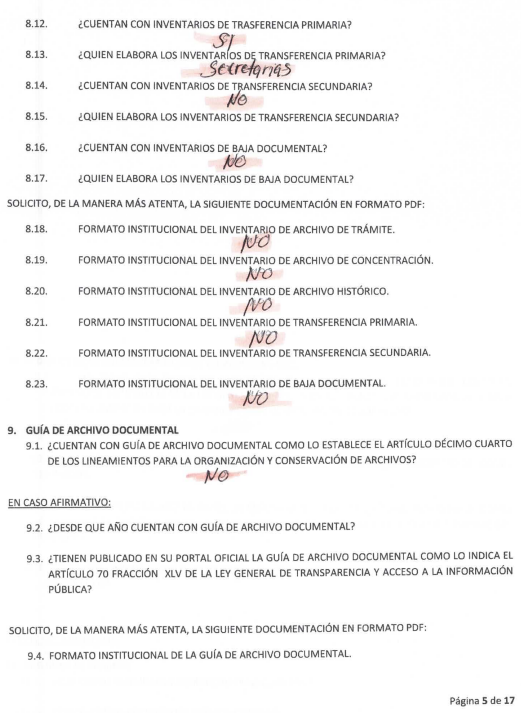 8.12. ¿CUENTAN CON INVENTARIOS DE TRASFERENCIA PRIMARIA?
SI
8.13. ¿QUIEN ELABORA LOS INVENTARÍOS DE TRANSFERENCIA PRIMARIA?
Secretarias
8.14. ¿CUENTAN CON INVENTARIOS DE TRANSFERENCIA SECUNDARIA?
NO
8.15. ¿QUIEN ELABORA LOS INVENTARIOS DE TRANSFERENCIA SECUNDARIA?
8.16. ¿CUENTAN CON INVENTARIOS DE BAJA DOCUMENTAL?
NO
8.17. ¿QUIEN ELABORA LOS INVENTARIOS DE BAJA DOCUMENTAL?
SOLICITO, DE LA MANERA MÁS ATENTA, LA SIGUIENTE DOCUMENTACIÓN EN FORMATO PDF:
8.18. FORMATO INSTITUCIONAL DEL INVENTARIO DE ARCHIVO DE TRÁMITE.
NO
8.19. FORMATO INSTITUCIONAL DEL INVENTARIO DE ARCHIVO DE CONCENTRACIÓN.
NO
8.20. FORMATO INSTITUCIONAL DEL INVENTARIO DE ARCHIVO HISTÓRICO.
NO
8.21. FORMATO INSTITUCIONAL DEL INVENTARIO DE TRANSFERENCIA PRIMARIA.
NO
8.22. FORMATO INSTITUCIONAL DEL INVENTARIO DE TRANSFERENCIA SECUNDARIA.
8.23. FORMATO INSTITUCIONAL DEL INVENTARIO DE BAJA DOCUMENTAL.
NO
9. GUÍA DE ARCHIVO DOCUMENTAL
9.1. ¿CUENTAN CON GUÍA DE ARCHIVO DOCUMENTAL COMO LO ESTABLECE EL ARTÍCULO DÉCIMO CUARTO
DE LOS LINEAMIENTOS PARA LA ORGANIZACIÓN Y CONSERVACIÓN DE ARCHIVOS?
NO
EN CASO AFIRMATIVO:
9.2. ¿DESDE QUE AÑO CUENTAN CON GUÍA DE ARCHIVO DOCUMENTAL?
9.3. ¿TIENEN PUBLICADO EN SU PORTAL OFICIAL LA GUÍA DE ARCHIVO DOCUMENTAL COMO LO INDICA EL
ARTÍCULO 70 FRACCIÓN XLV DE LA LEY GENERAL DE TRANSPARENCIA Y ACCESO A LA INFORMACIÓN
PÚBLICA?
SOLICITO, DE LA MANERA MÁS ATENTA, LA SIGUIENTE DOCUMENTACIÓN EN FORMATO PDF:
9.4. FORMATO INSTITUCIONAL DE LA GUÍA DE ARCHIVO DOCUMENTAL.
Página 5 de 17